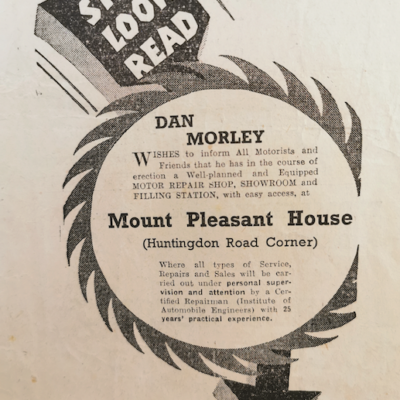 LOOK
READ
DAN
MORLEY
WISHES to inform All Motorists and
Friends that he has in the course of
erection a Well-planned and Equipped
MOTOR REPAIR SHOP, SHOWROOM and
FILLING STATION, with easy access, at
Mount Pleasant House
(Huntingdon Road Corner)
Where all types of Service,
Repairs and Sales will be car-
ried out under personal super-
vision and attention by a Cer-
tified Repairman (Institute of
Automobile Engineers) with 25
years' practical experience.